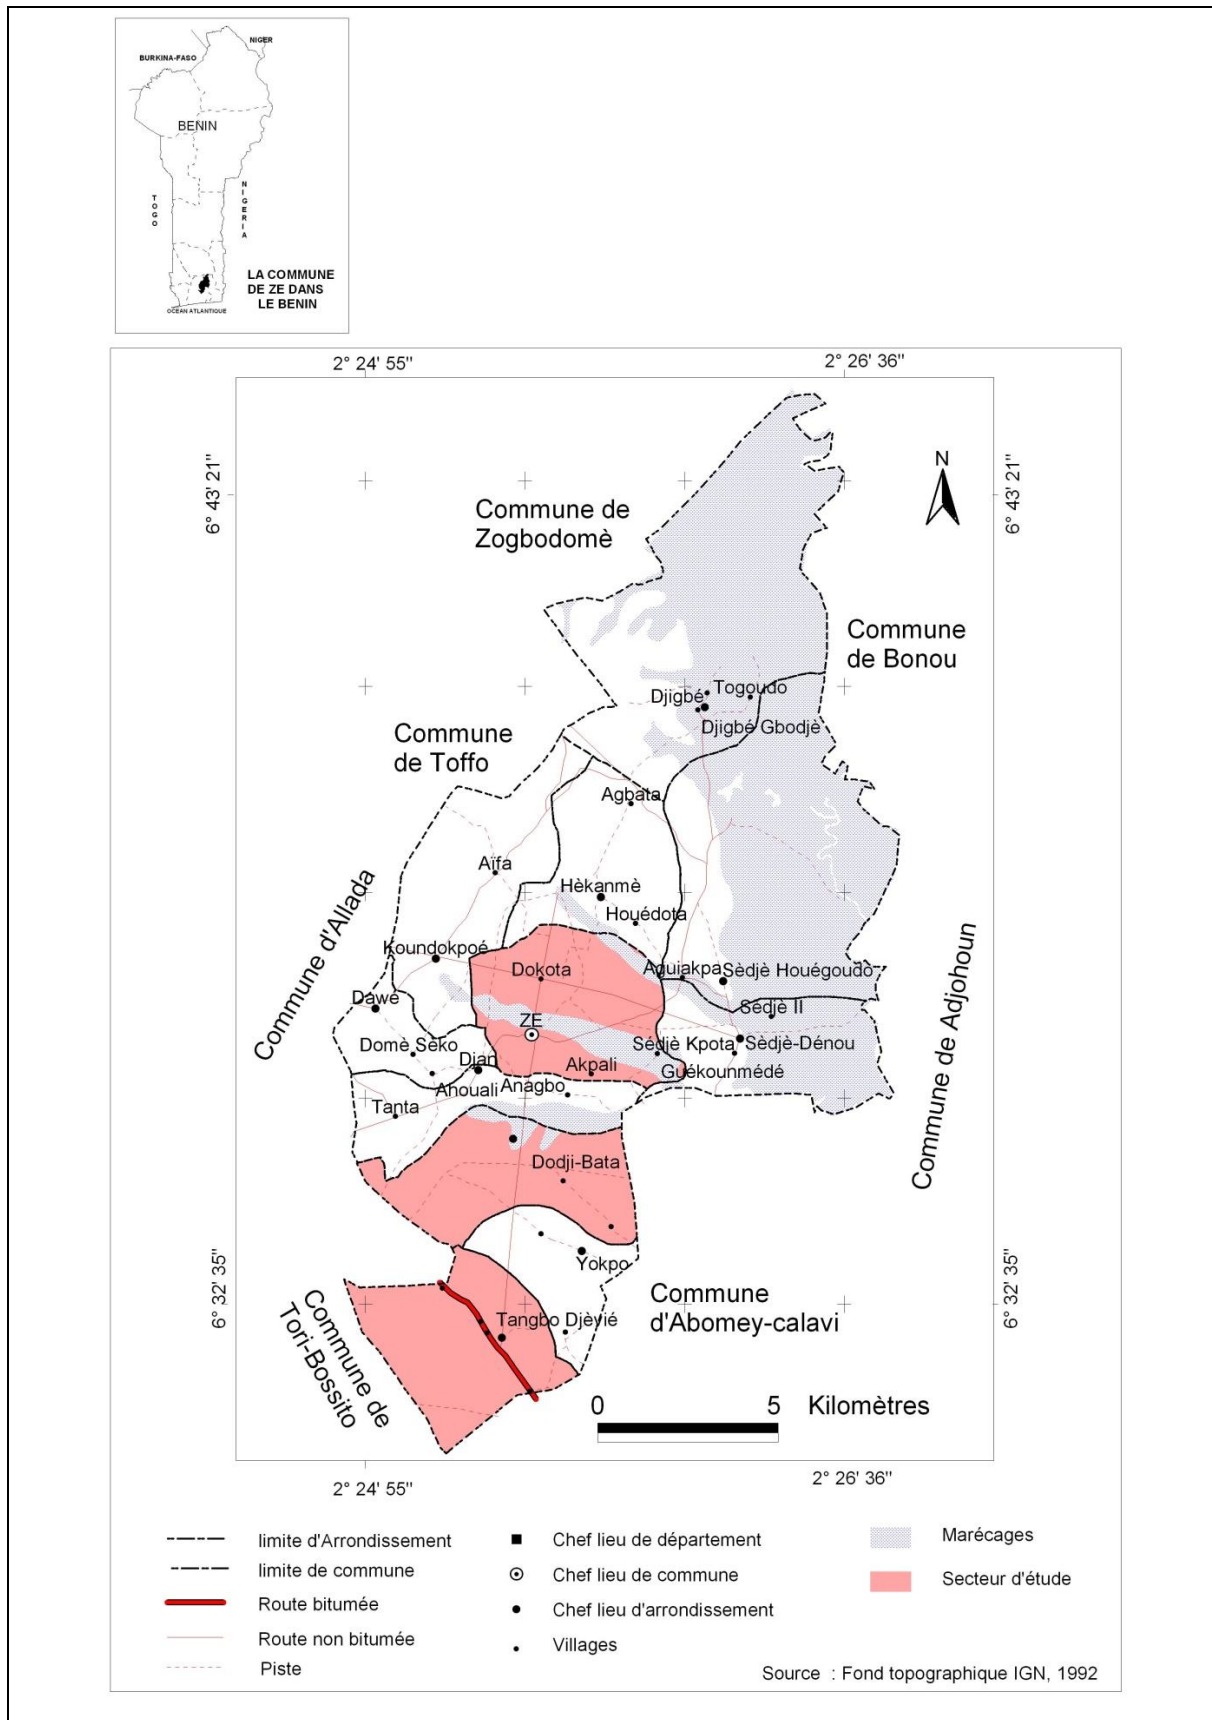 NIGER
BURKINA-FASO
BENIN
TOGO
NIGERIA
LA COMMUNE
DE ZE DANS
LE BENIN
OCEAN ATLANTIQUE
2° 24' 55"
2° 26' 36"
6° 43' 21"
6° 43' 21"
N
Commune de
Zogbodomè
Commune
de Bonou
Djigbé
Togoudo
Djigbé Gbodjè
Commune
de Toffo
Agbata
Aïfa
Hèkanmè
Houédota
Commune d'Allada
Koundokpoé
Dokota
Aguiakpa
Sèdjè Houégoudo
Dawé
ZE
Sédjè II
Commune de Adjohoun
Domè Sèko
Sédjè Kpota
Sèdjè-Dénou
Djan
Akpali
Guékounmédé
Ahouali
Anagbo
Tanta
Dodji-Bata
Yokpo
6° 32' 35"
6° 32' 35"
Commune de
Tori-Bossito
Commune
d'Abomey-calavi
Tangbo Djèvié
0 5 Kilomètres
2° 24' 55"
2° 26' 36"
limite d'Arrondissement
limite de commune
Route bitumée
Route non bitumée
Piste
Chef lieu de département
Chef lieu de commune
Chef lieu d'arrondissement
Villages
Marécages
Secteur d'étude
Source : Fond topographique IGN, 1992